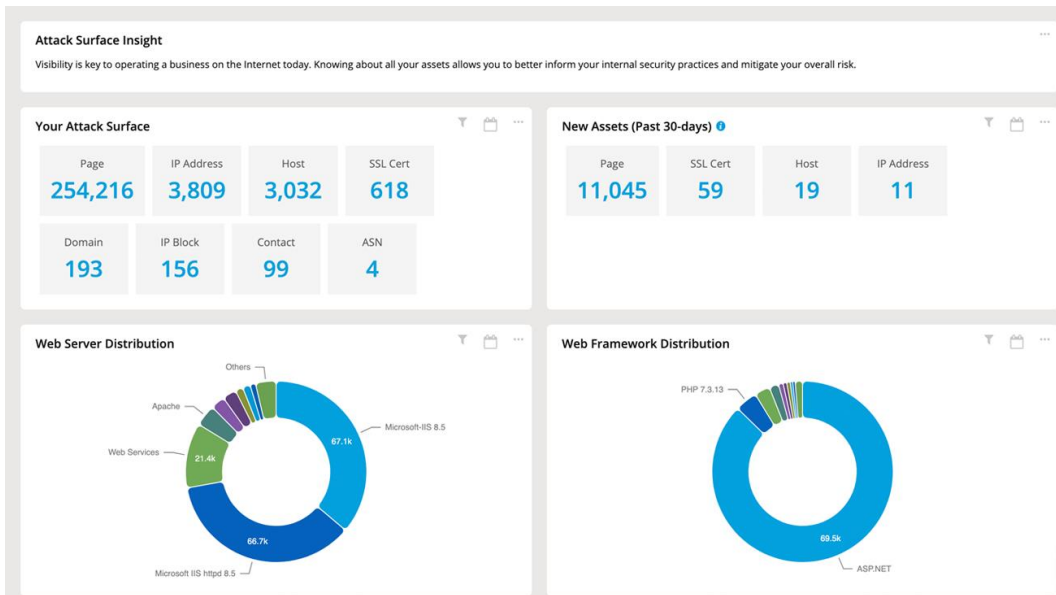 Attack Surface Insight
Visibility is key to operating a business on the Internet today. Knowing about all your assets allows you to better inform your internal security practices and mitigate your overall risk.
Your Attack Surface
Page
254,216
IP Address
3,809
Host
3,032
SSL Cert
618
Domain
193
IP Block
156
Contact
99
ASN
4
New Assets (Past 30-days)
Page
11,045
SSL Cert
59
Host
19
IP Address
11
Web Server Distribution
Others
Apache
Microsoft-IIS 8.5
67.1k
Web Services
21.4k
66.7k
Microsoft IIS httpd 8.5
Web Framework Distribution
PHP 7.3.13
69.5k
ASP.NET